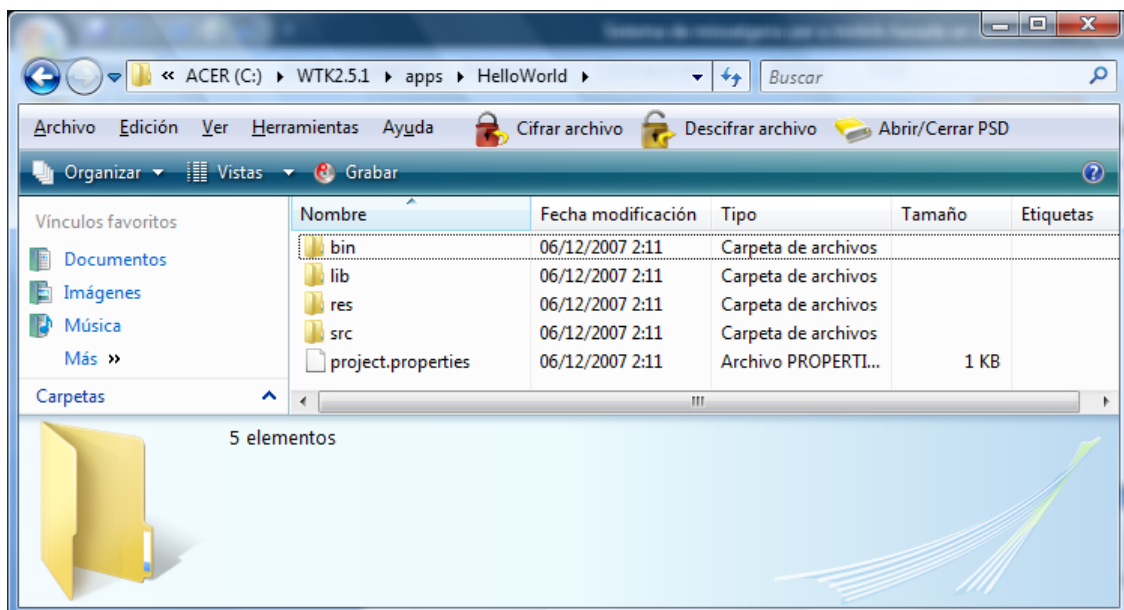 « ACER (C:) WTK2.5.1 apps HelloWorld Buscar
Archivo Edición Ver Herramientas Ayuda Cifrar archivo Descifrar archivo Abrir/Cerrar PSD
Organizar Vistas Grabar
Vínculos favoritos
Documentos
Imágenes
Música
Más »
Carpetas
Nombre Fecha modificación Tipo Tamaño Etiquetas
bin 06/12/2007 2:11 Carpeta de archivos
lib 06/12/2007 2:11 Carpeta de archivos
res 06/12/2007 2:11 Carpeta de archivos
src 06/12/2007 2:11 Carpeta de archivos
project.properties 06/12/2007 2:11 Archivo PROPERTI... 1 KB
5 elementos